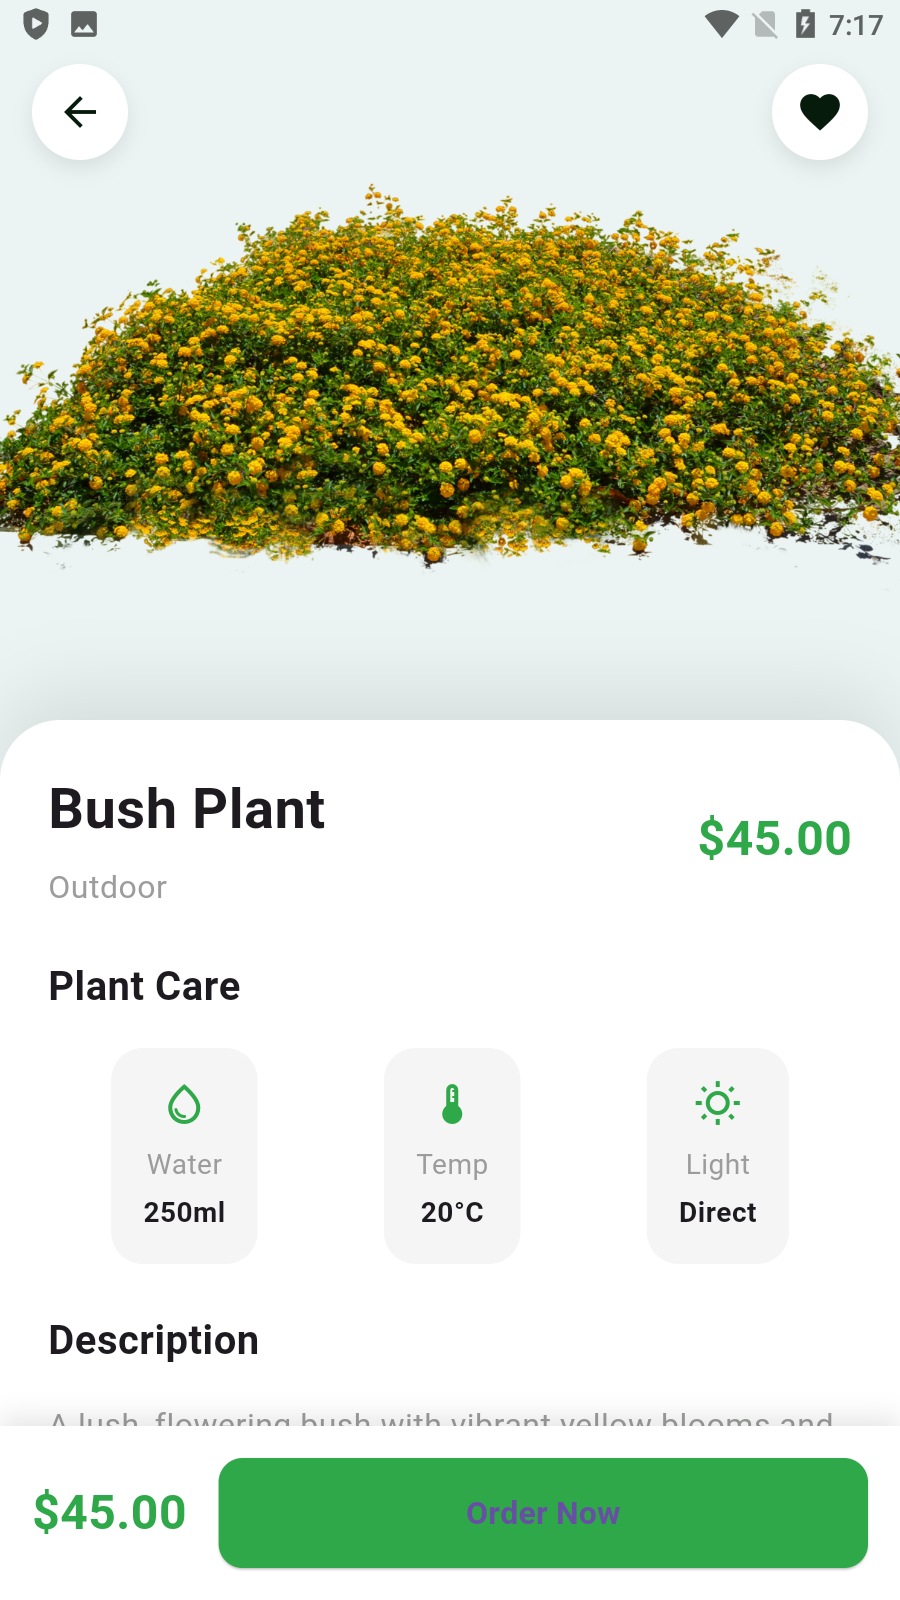 7:17
Bush Plant
$45.00
Outdoor
Plant Care
Water
250ml
Temp
20°C
Light
Direct
Description
A lush, flowering bush with vibrant yellow blooms and
$45.00
Order Now